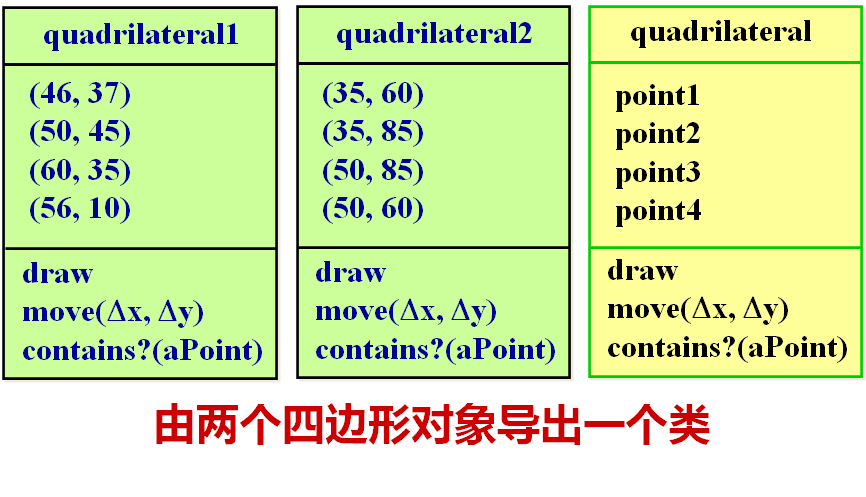 quadrilateral1
(46, 37)
(50, 45)
(60, 35)
(56, 10)
draw
move(Δx, Δy)
contains?(aPoint)
quadrilateral2
(35, 60)
(35, 85)
(50, 85)
(50, 60)
draw
move(Δx, Δy)
contains?(aPoint)
quadrilateral
point1
point2
point3
point4
draw
move(Δx, Δy)
contains?(aPoint)
由两个四边形对象导出一个类